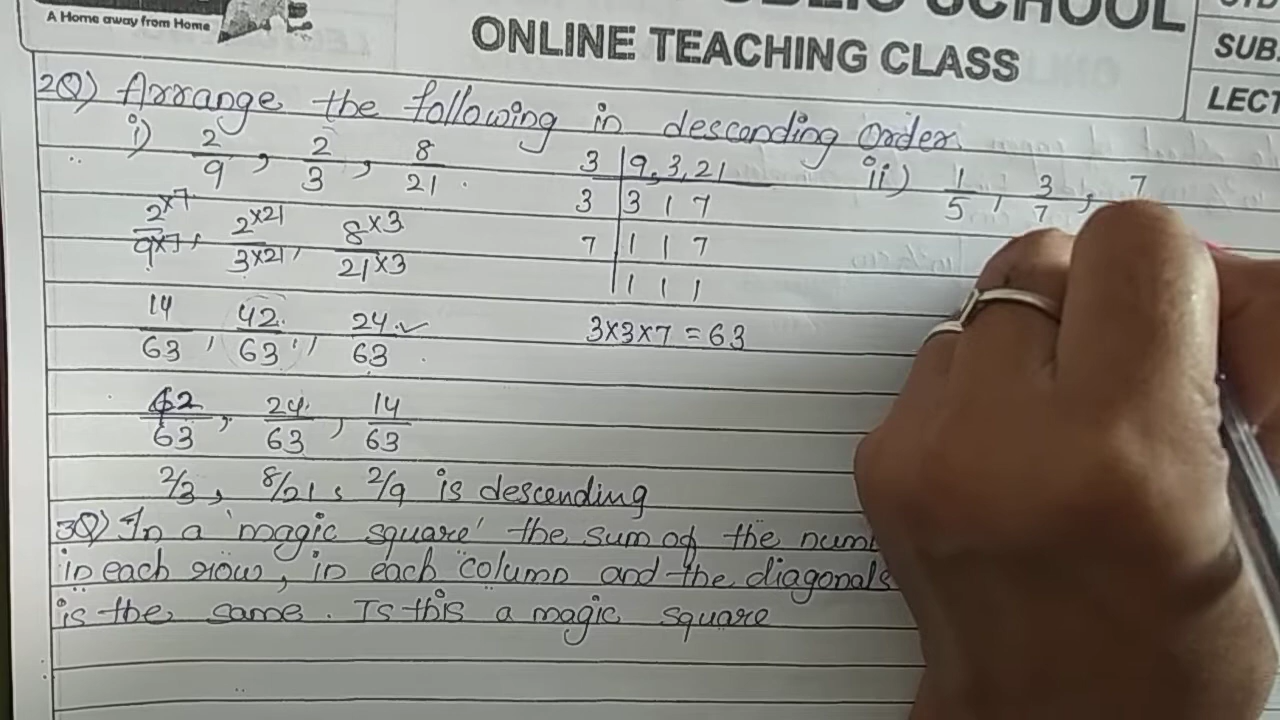 A Home away from Home
SCHOOL
ONLINE TEACHING CLASS
SUB.
LECT
2Q) Arrange the following in descending Order
i) 2/9, 2/3, 8/21
3 | 9, 3, 21
3 | 3 1 7
7 | 1 1 7
1 1 1
3×3×7 = 63
ii) 1/5, 3/7, 7
2×7/9×7, 2×21/3×21, 8×3/21×3
14/63, 42/63, 24/63
42/63, 24/63, 14/63
2/3, 8/21, 2/9 is descending
3Q) In a 'magic square' the sum of the num
in each row, in each column and the diagonals
is the same. Is this a magic square